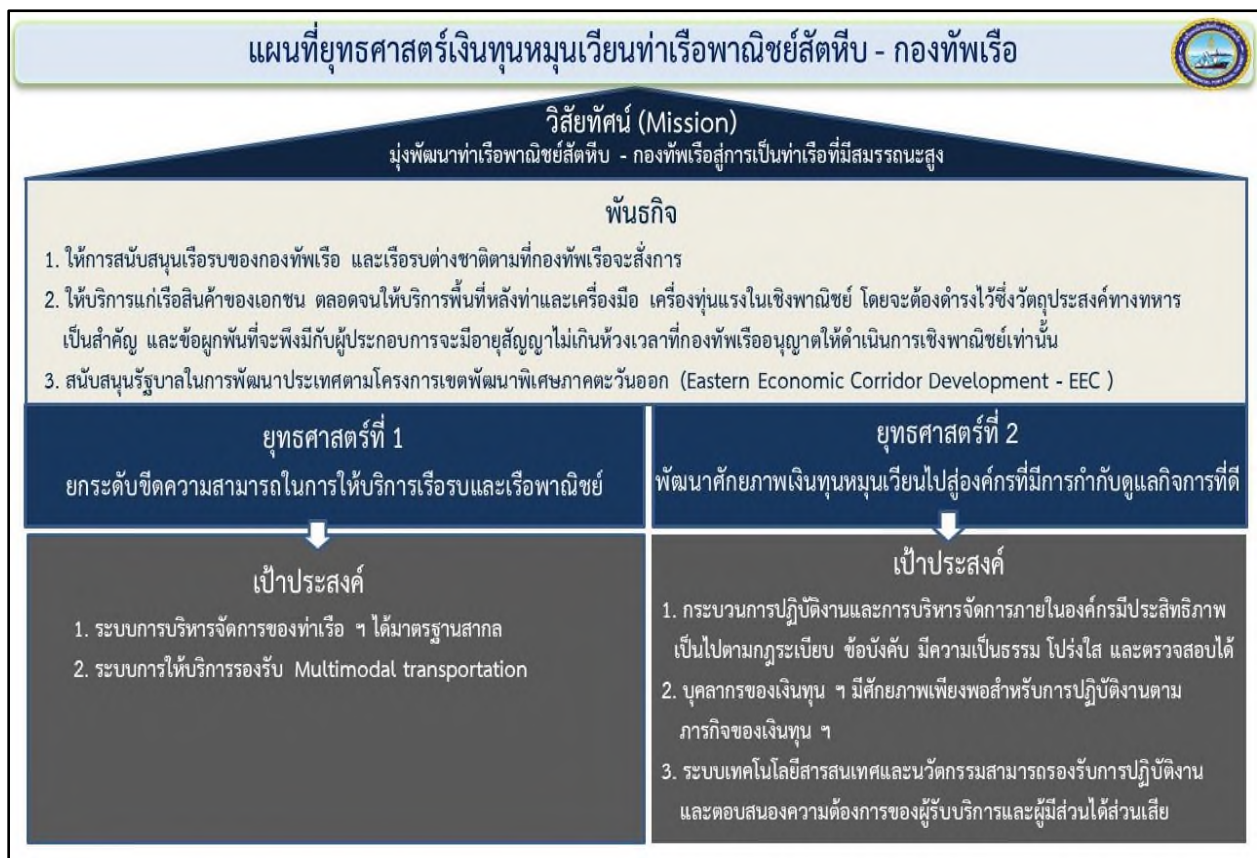 แผนที่ยุทธศาสตร์เงินทุนหมุนเวียนท่าเรือพาณิชย์สัตหีบ - กองทัพเรือ
วิสัยทัศน์ (Mission)
มุ่งพัฒนาท่าเรือพาณิชย์สัตหีบ - กองทัพเรือสู่การเป็นท่าเรือที่มีสมรรถนะสูง
พันธกิจ
1. ให้การสนับสนุนเรือรบของกองทัพเรือ และเรือรบต่างชาติตามที่กองทัพเรือจะสั่งการ
2. ให้บริการแก่เรือสินค้าของเอกชน ตลอดจนให้บริการพื้นที่หลังท่าและเครื่องมือ เครื่องทุ่นแรงในเชิงพาณิชย์ โดยจะต้องดำรงไว้ซึ่งวัตถุประสงค์ทางทหาร
เป็นสำคัญ และข้อผูกพันที่จะพึงมีกับผู้ประกอบการจะมีอายุสัญญาไม่เกินห้วงเวลาที่กองทัพเรืออนุญาตให้ดำเนินการเชิงพาณิชย์เท่านั้น
3. สนับสนุนรัฐบาลในการพัฒนาประเทศตามโครงการเขตพัฒนาพิเศษภาคตะวันออก (Eastern Economic Corridor Development - EEC )
ยุทธศาสตร์ที่ 1
ยกระดับขีดความสามารถในการให้บริการเรือรบและเรือพาณิชย์
เป้าประสงค์
1. ระบบการบริหารจัดการของท่าเรือ ฯ ได้มาตรฐานสากล
2. ระบบการให้บริการรองรับ Multimodal transportation
ยุทธศาสตร์ที่ 2
พัฒนาศักยภาพเงินทุนหมุนเวียนไปสู่องค์กรที่มีการกำกับดูแลกิจการที่ดี
เป้าประสงค์
1. กระบวนการปฏิบัติงานและการบริหารจัดการภายในองค์กรมีประสิทธิภาพ
เป็นไปตามกฎระเบียบ ข้อบังคับ มีความเป็นธรรม โปร่งใส และตรวจสอบได้
2. บุคลากรของเงินทุน ฯ มีศักยภาพเพียงพอสำหรับการปฏิบัติงานตาม
ภารกิจของเงินทุน ฯ
3. ระบบเทคโนโลยีสารสนเทศและนวัตกรรมสามารถรองรับการปฏิบัติงาน
และตอบสนองความต้องการของผู้รับบริการและผู้มีส่วนได้ส่วนเสีย